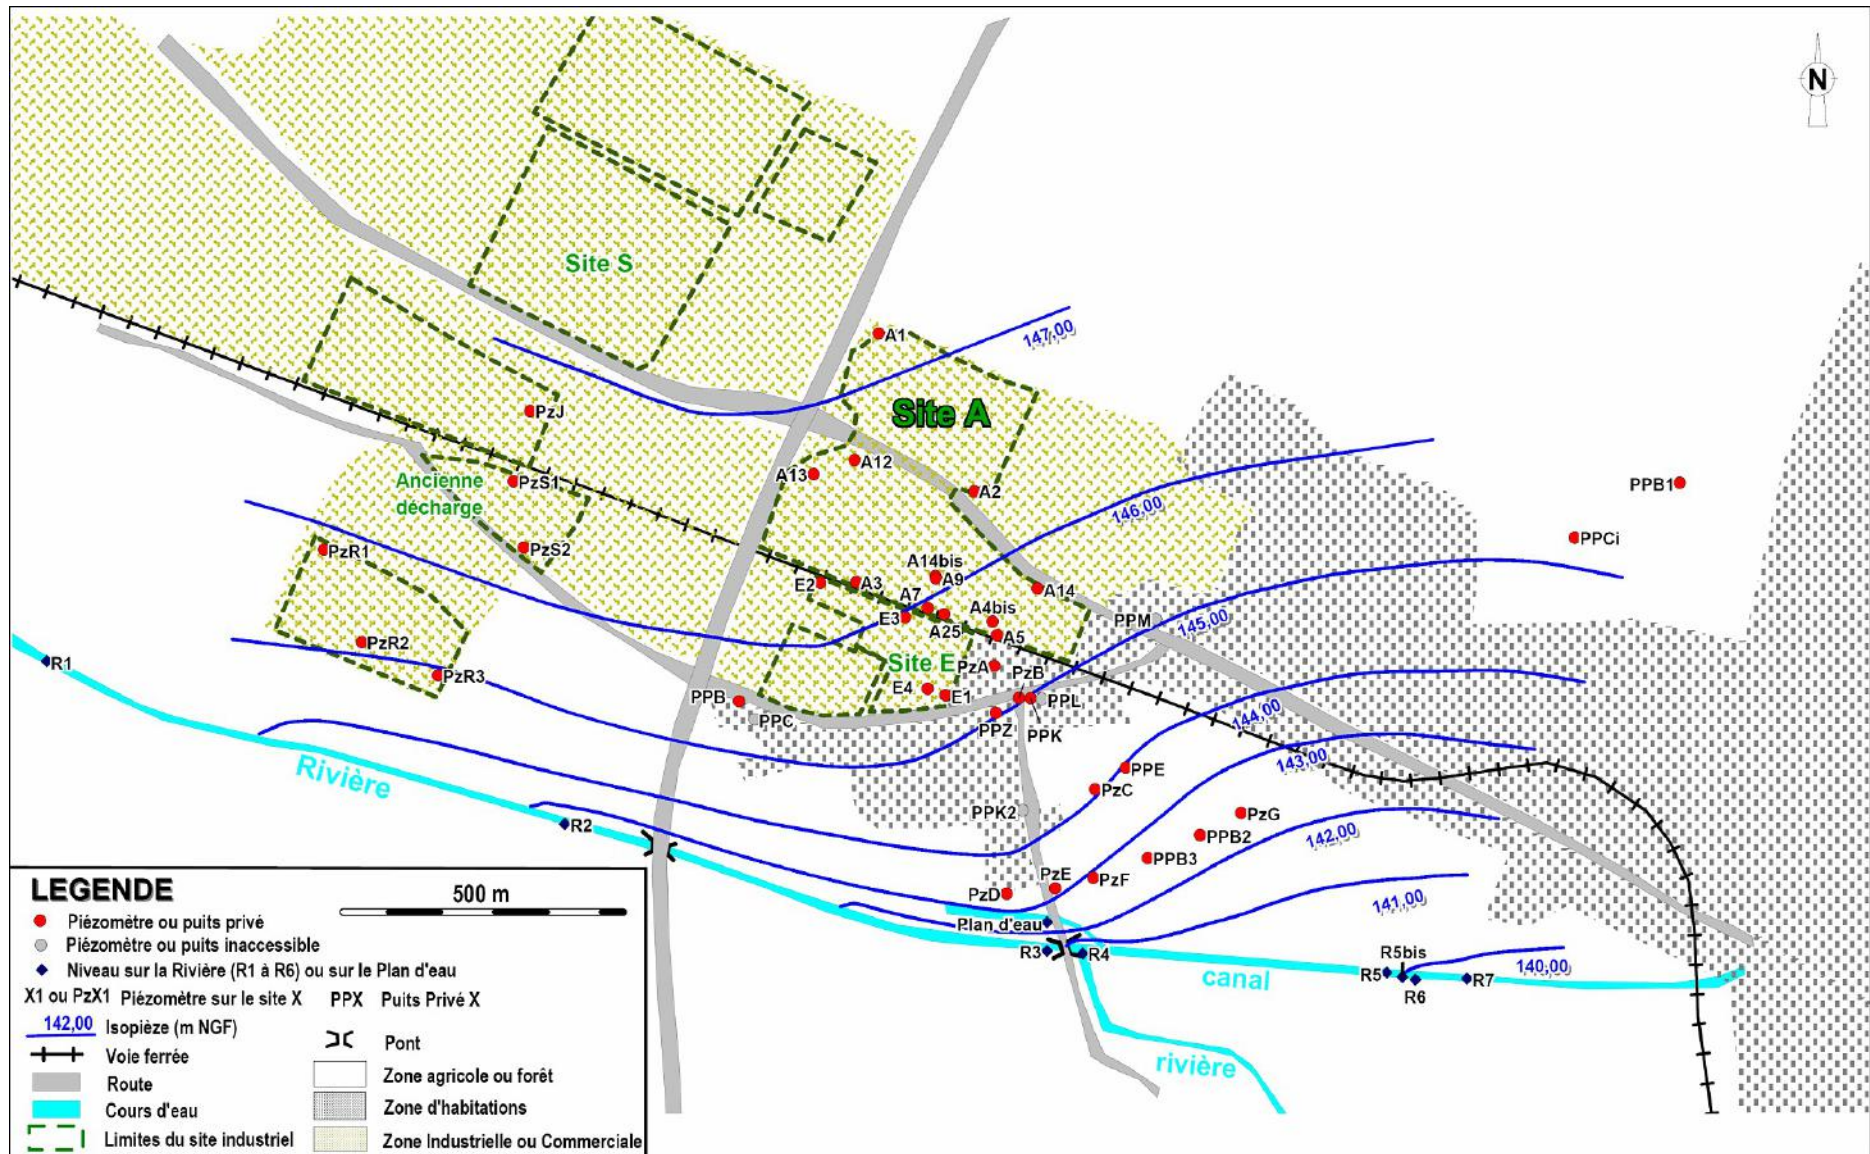 N
Site S
A1
147,00
Site A
PzJ
A12
A13
PzS1
Ancienne
décharge
A2
146,00
PPB1
PPCi
PzR1
PzS2
A14bis
A9
E2
A3
A14
A7
E3
A25
A4bis
A5
PPM
145,00
R1
PzR2
PzR3
Site E
PzA
PzB
E4
E1
PPB
PPC
PPL
PPZ
PPK
144,00
Rivière
143,00
PPE
PzC
PPK2
PzG
R2
PPB2
142,00
PPB3
PzE
PzF
PzD
141,00
Plan d'eau
R3
R4
R5bis
140,00
R5
R6
R7
canal
rivière
LEGENDE
500 m
Piézomètre ou puits privé
Piézomètre ou puits inaccessible
Niveau sur la Rivière (R1 à R6) ou sur le Plan d'eau
X1 ou PzX1 Piézomètre sur le site X PPX Puits Privé X
142,00 Isopièze (m NGF)
Pont
Voie ferrée
Zone agricole ou forêt
Route
Zone d'habitations
Cours d'eau
Limites du site industriel
Zone Industrielle ou Commerciale